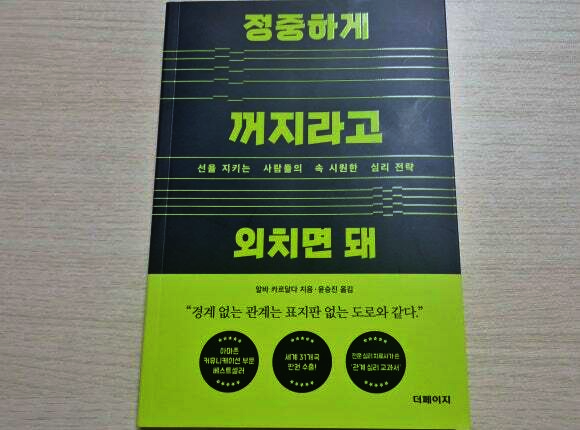 정중하게
꺼지라고
선을 지키는 사람들의 속 시원한 심리 전략
외치면 돼
알바 카르달다 지음·윤승진 옮김
“경계 없는 관계는 표지판 없는 도로와 같다.”
아마존
커뮤니케이션 부문
베스트셀러
세계 31개국
판권 수출!
전문 심리 치료사가 쓴
‘관계 심리 교과서’
더페이지